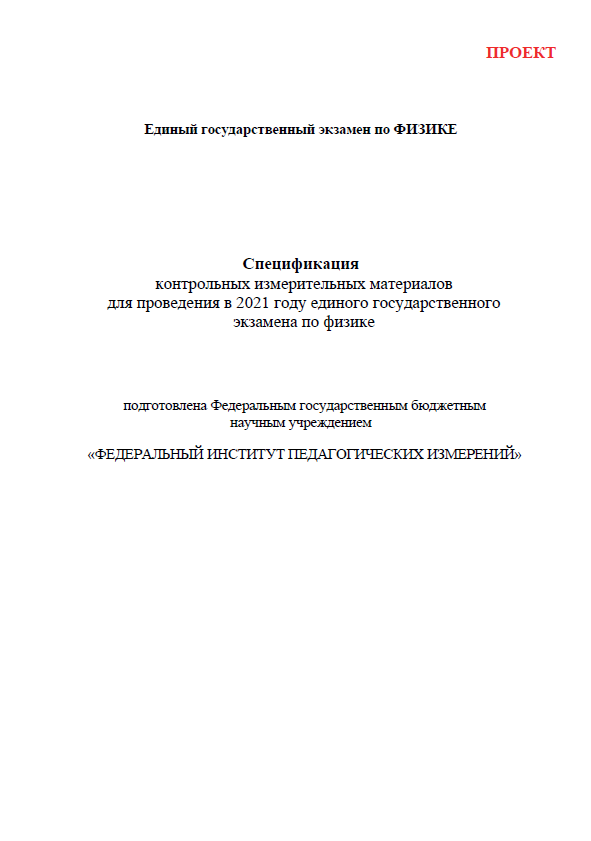 ПРОЕКТ
Единый государственный экзамен по ФИЗИКЕ
Спецификация
контрольных измерительных материалов
для проведения в 2021 году единого государственного
экзамена по физике
подготовлена Федеральным государственным бюджетным
научным учреждением
«ФЕДЕРАЛЬНЫЙ ИНСТИТУТ ПЕДАГОГИЧЕСКИХ ИЗМЕРЕНИЙ»